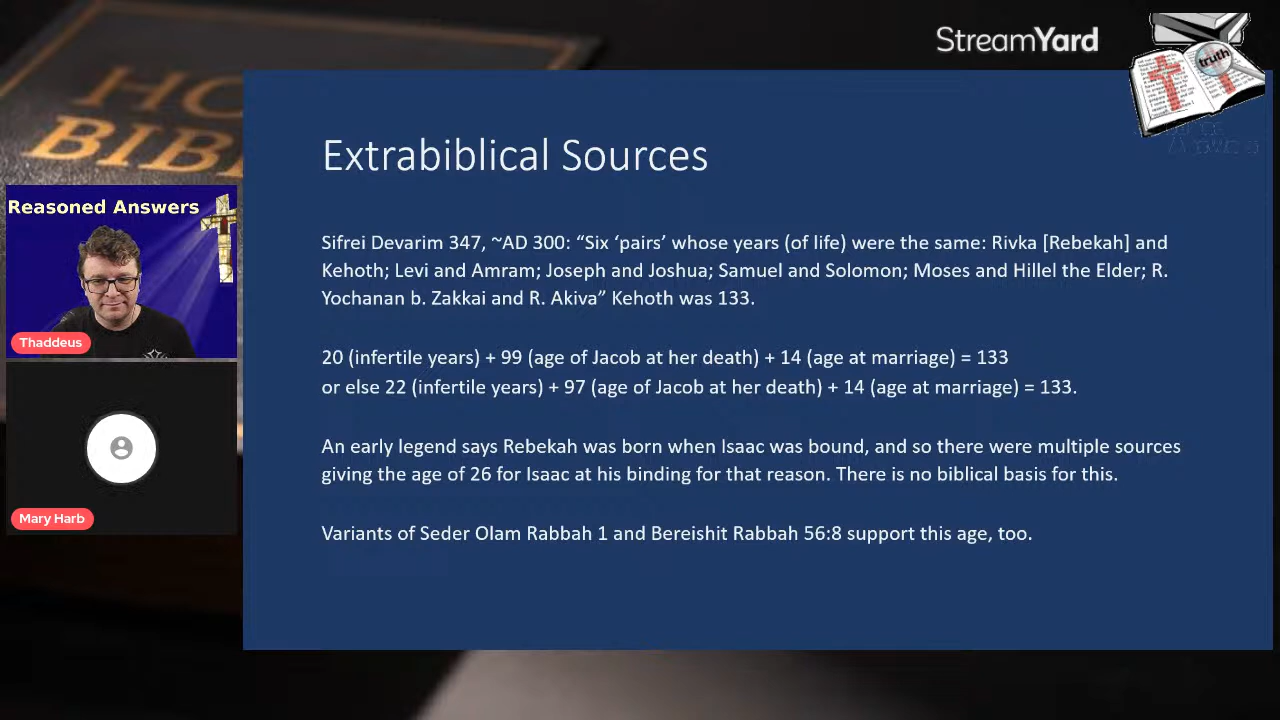 StreamYard
truth
HO
BIB
Extrabiblical Sources
Sifrei Devarim 347, ~AD 300: “Six ‘pairs’ whose years (of life) were the same: Rivka [Rebekah] and
Kehoth; Levi and Amram; Joseph and Joshua; Samuel and Solomon; Moses and Hillel the Elder; R.
Yochanan b. Zakkai and R. Akiva” Kehoth was 133.
20 (infertile years) + 99 (age of Jacob at her death) + 14 (age at marriage) = 133
or else 22 (infertile years) + 97 (age of Jacob at her death) + 14 (age at marriage) = 133.
An early legend says Rebekah was born when Isaac was bound, and so there were multiple sources
giving the age of 26 for Isaac at his binding for that reason. There is no biblical basis for this.
Variants of Seder Olam Rabbah 1 and Bereishit Rabbah 56:8 support this age, too.
Reasoned Answers
Thaddeus
Mary Harb